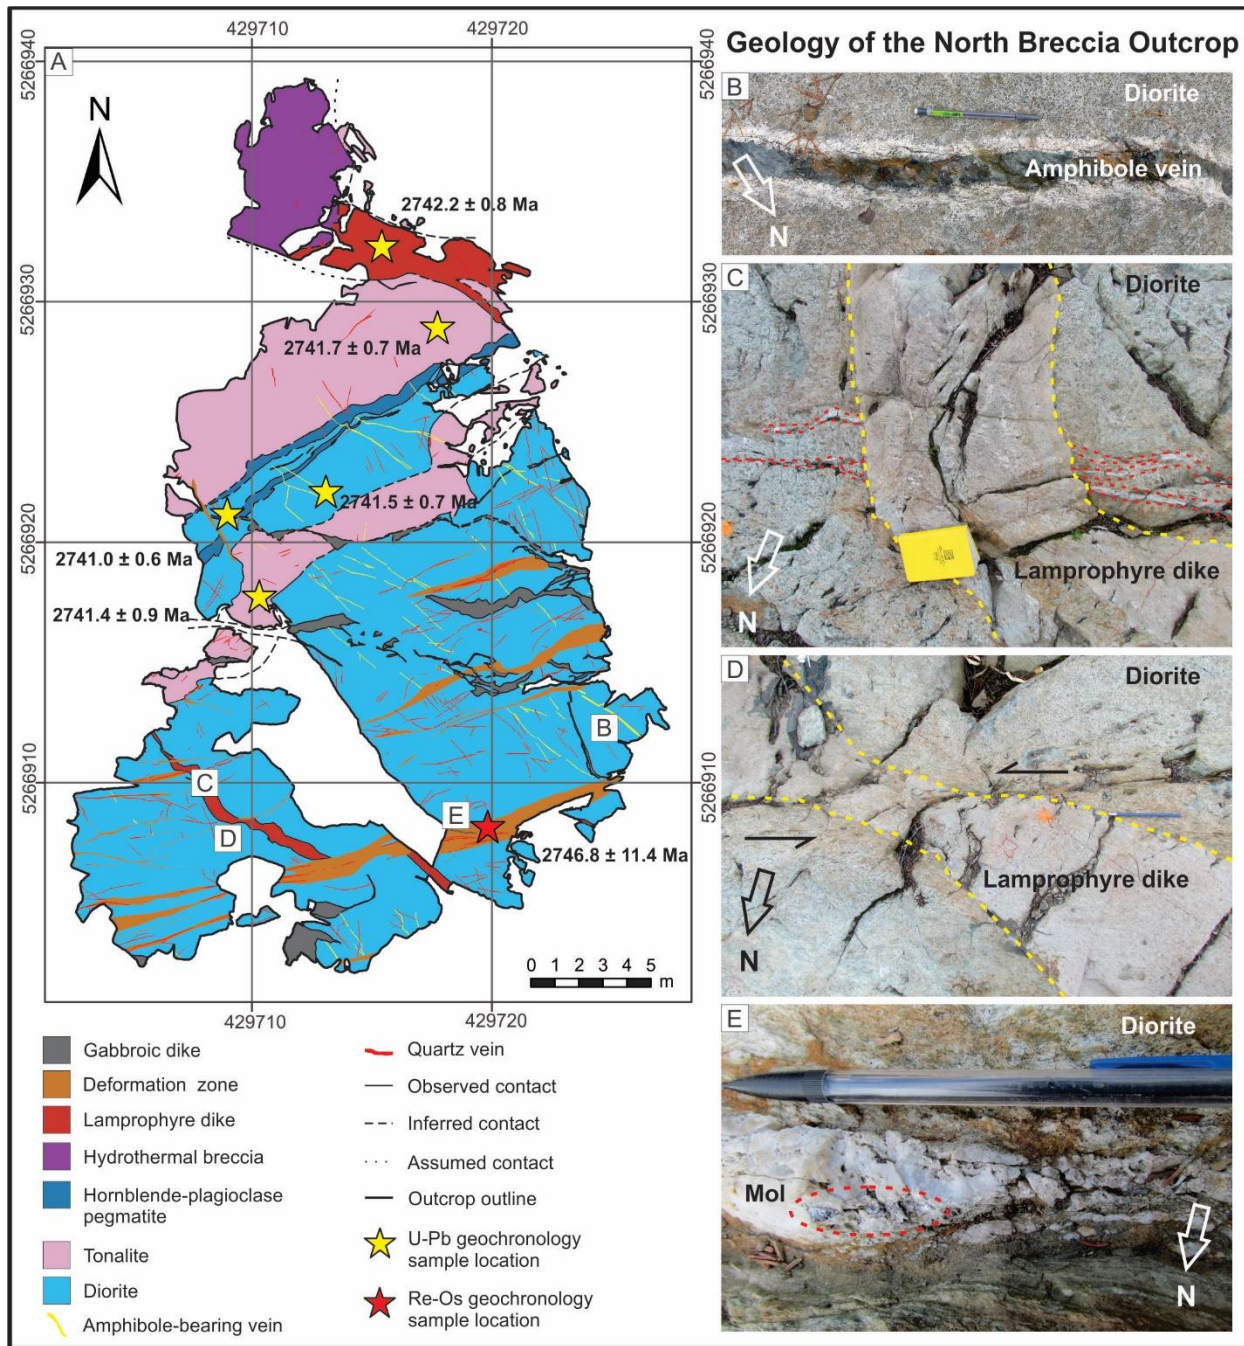 Geology of the North Breccia Outcrop
A
429710
429720
5266940
5266940
N
2742.2 ± 0.8 Ma
5266930
5266930
2741.7 ± 0.7 Ma
2741.5 ± 0.7 Ma
5266920
5266920
2741.0 ± 0.6 Ma
2741.4 ± 0.9 Ma
B
5266910
5266910
C
D
E
2746.8 ± 11.4 Ma
0 1 2 3 4 5
m
429710
429720
Gabbroic dike
Deformation zone
Lamprophyre dike
Hydrothermal breccia
Hornblende-plagioclase
pegmatite
Tonalite
Diorite
Amphibole-bearing vein
Quartz vein
Observed contact
Inferred contact
Assumed contact
Outcrop outline
U-Pb geochronology
sample location
Re-Os geochronology
sample location
B
Diorite
Amphibole vein
N
C
Diorite
Lamprophyre dike
N
D
Diorite
Lamprophyre dike
N
E
Diorite
Mol
N